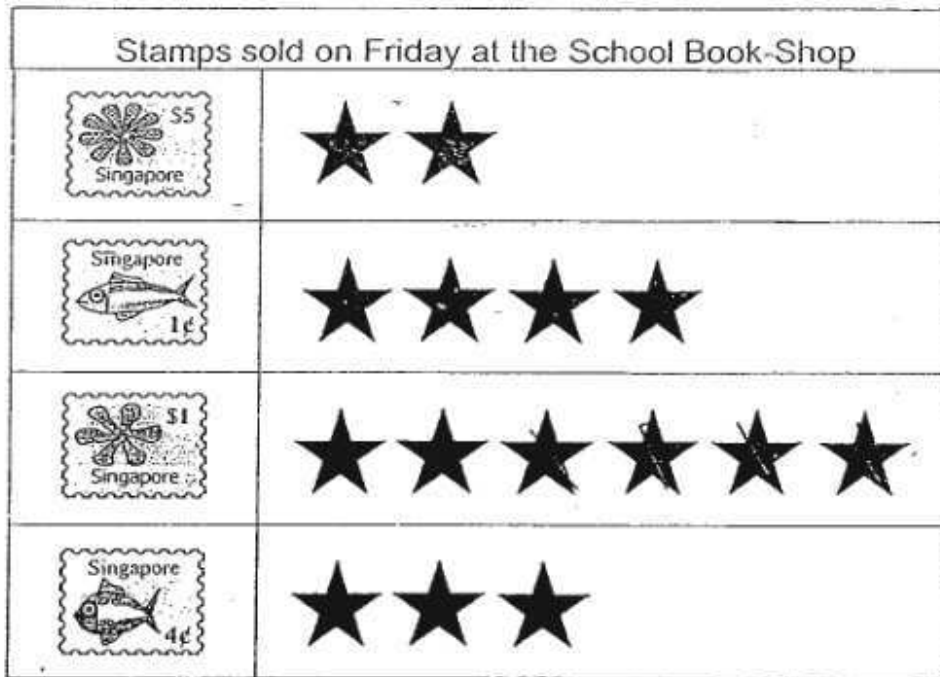 Stamps sold on Friday at the School Book-Shop
$5
Singapore
Singapore
1¢
$1
Singapore
Singapore
4¢